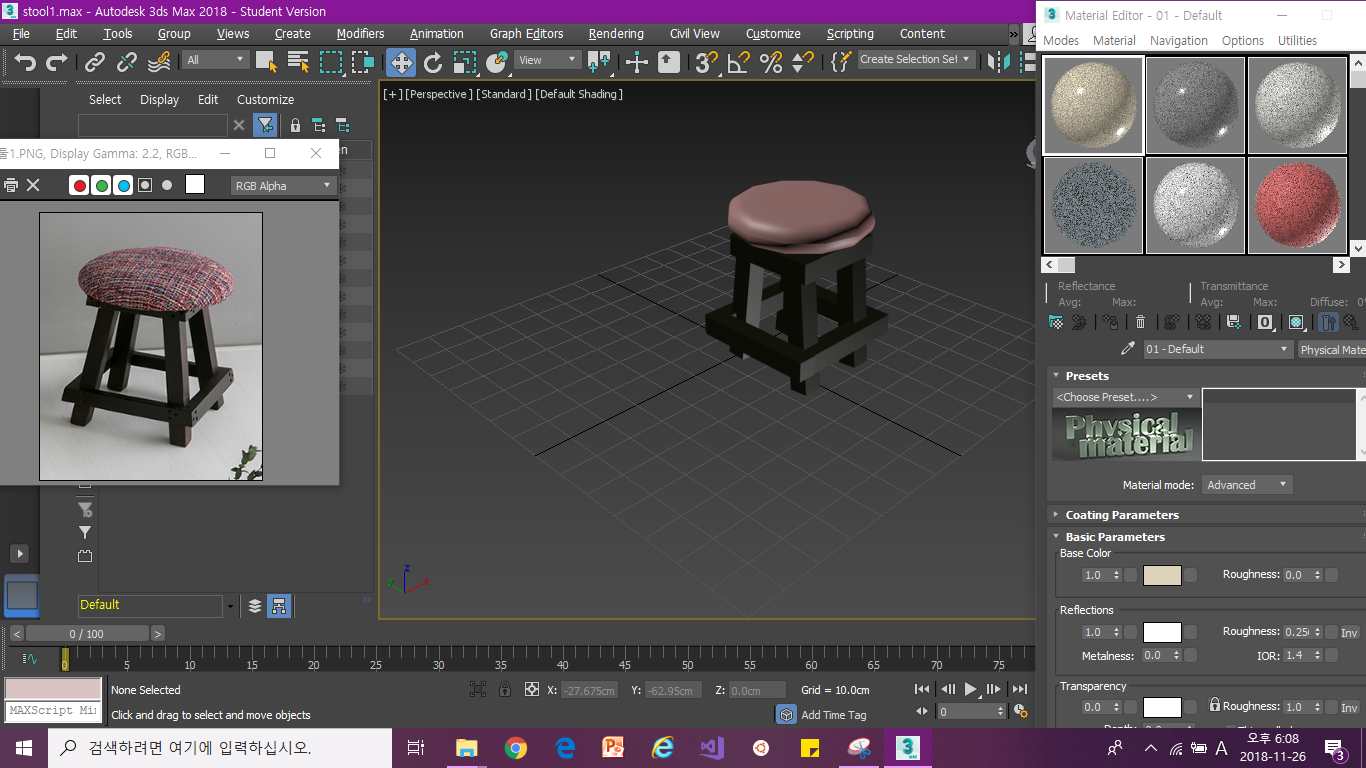 stool1.max - Autodesk 3ds Max 2018 - Student Version
File Edit Tools Group Views Create Modifiers Animation Graph Editors Rendering Civil View Customize Scripting Content
All View Create Selection Set
Select Display Edit Customize
툴1.PNG, Display Gamma: 2.2, RGB...
RGB Alpha
[+] [Perspective ] [Standard ] [Default Shading ]
Default
0 / 100
0 5 10 15 20 25 30 35 40 45 50 55 60 65 70 75
None Selected
X: -27.675cm Y: -62.95cm Z: 0.0cm Grid = 10.0cm
MAXScript Mi
Click and drag to select and move objects
Add Time Tag
0
Material Editor - 01 - Default
Modes Material Navigation Options Utilities
Reflectance Transmittance
Avg: Max: Avg: Max: Diffuse: 0%
01 - Default Physical Mate
Presets
<Choose Preset....>
Physical material
Material mode: Advanced
Coating Parameters
Basic Parameters
Base Color
1.0 Roughness: 0.0
Reflections
1.0 Roughness: 0.25 Inv
Metalness: 0.0 IOR: 1.4
Transparency
0.0 Roughness: 1.0 Inv
검색하려면 여기에 입력하십시오.
A 오후 6:08
2018-11-26
3